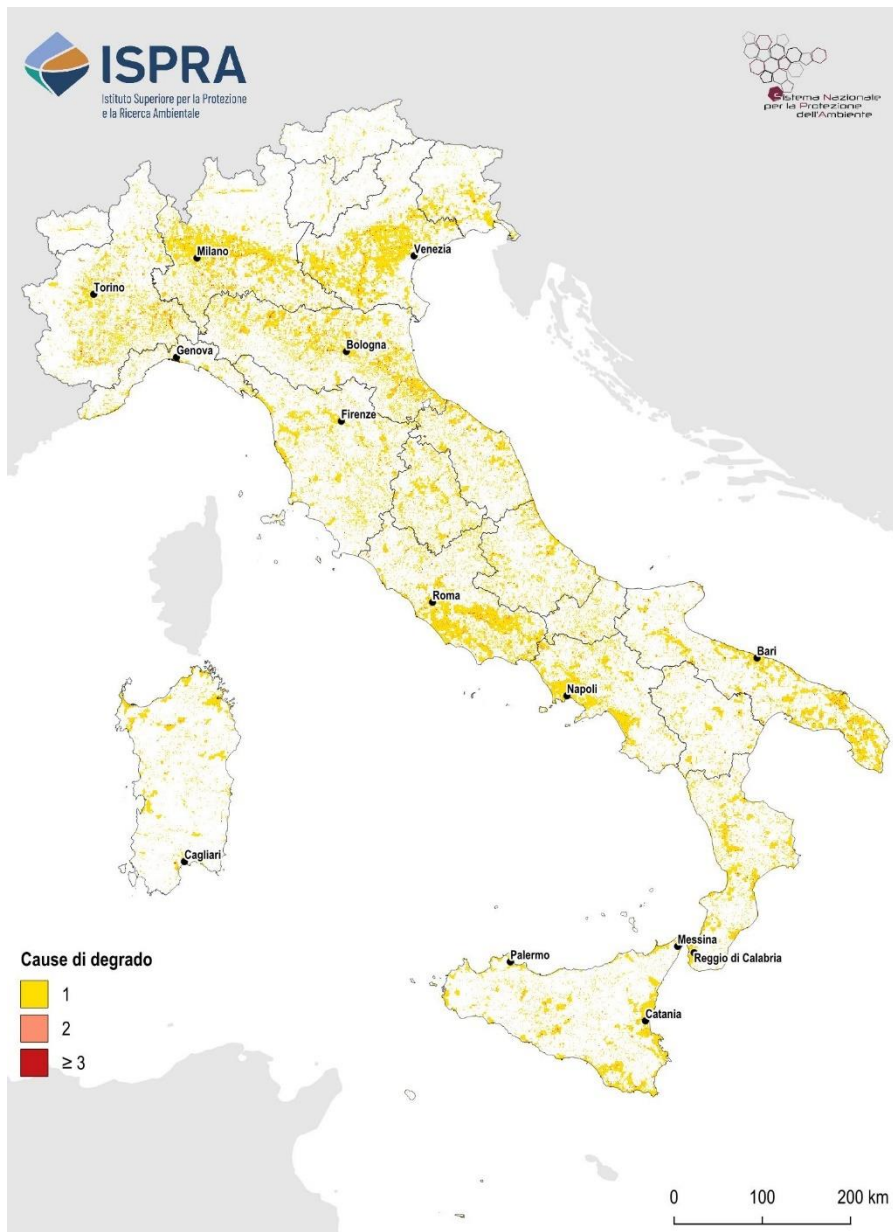 ISPRA
Istituto Superiore per la Protezione
e la Ricerca Ambientale
Sistema Nazionale
per la Protezione
dell'Ambiente
Milano
Venezia
Torino
Genova
Bologna
Firenze
Roma
Bari
Napoli
Cagliari
Messina
Reggio di Calabria
Palermo
Catania
Cause di degrado
1
2
≥ 3
0 100 200 km